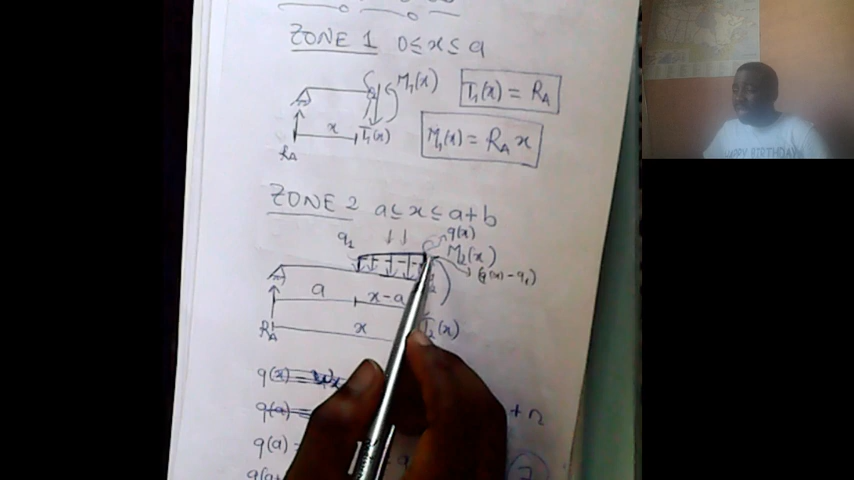 ZONE 1 0≤x≤a
M₁(x)
T₁(x) = R_A
x T₁(x)
R_A
M₁(x) = R_A x
HAPPY BIRTHDAY
ZONE 2 a≤x≤a+b
q₁ q(x)
M₂(x)
(q(x)-q₁)
a x-a
R_A x T₂(x)
q(x)=
q(a)= + n
q(a)=